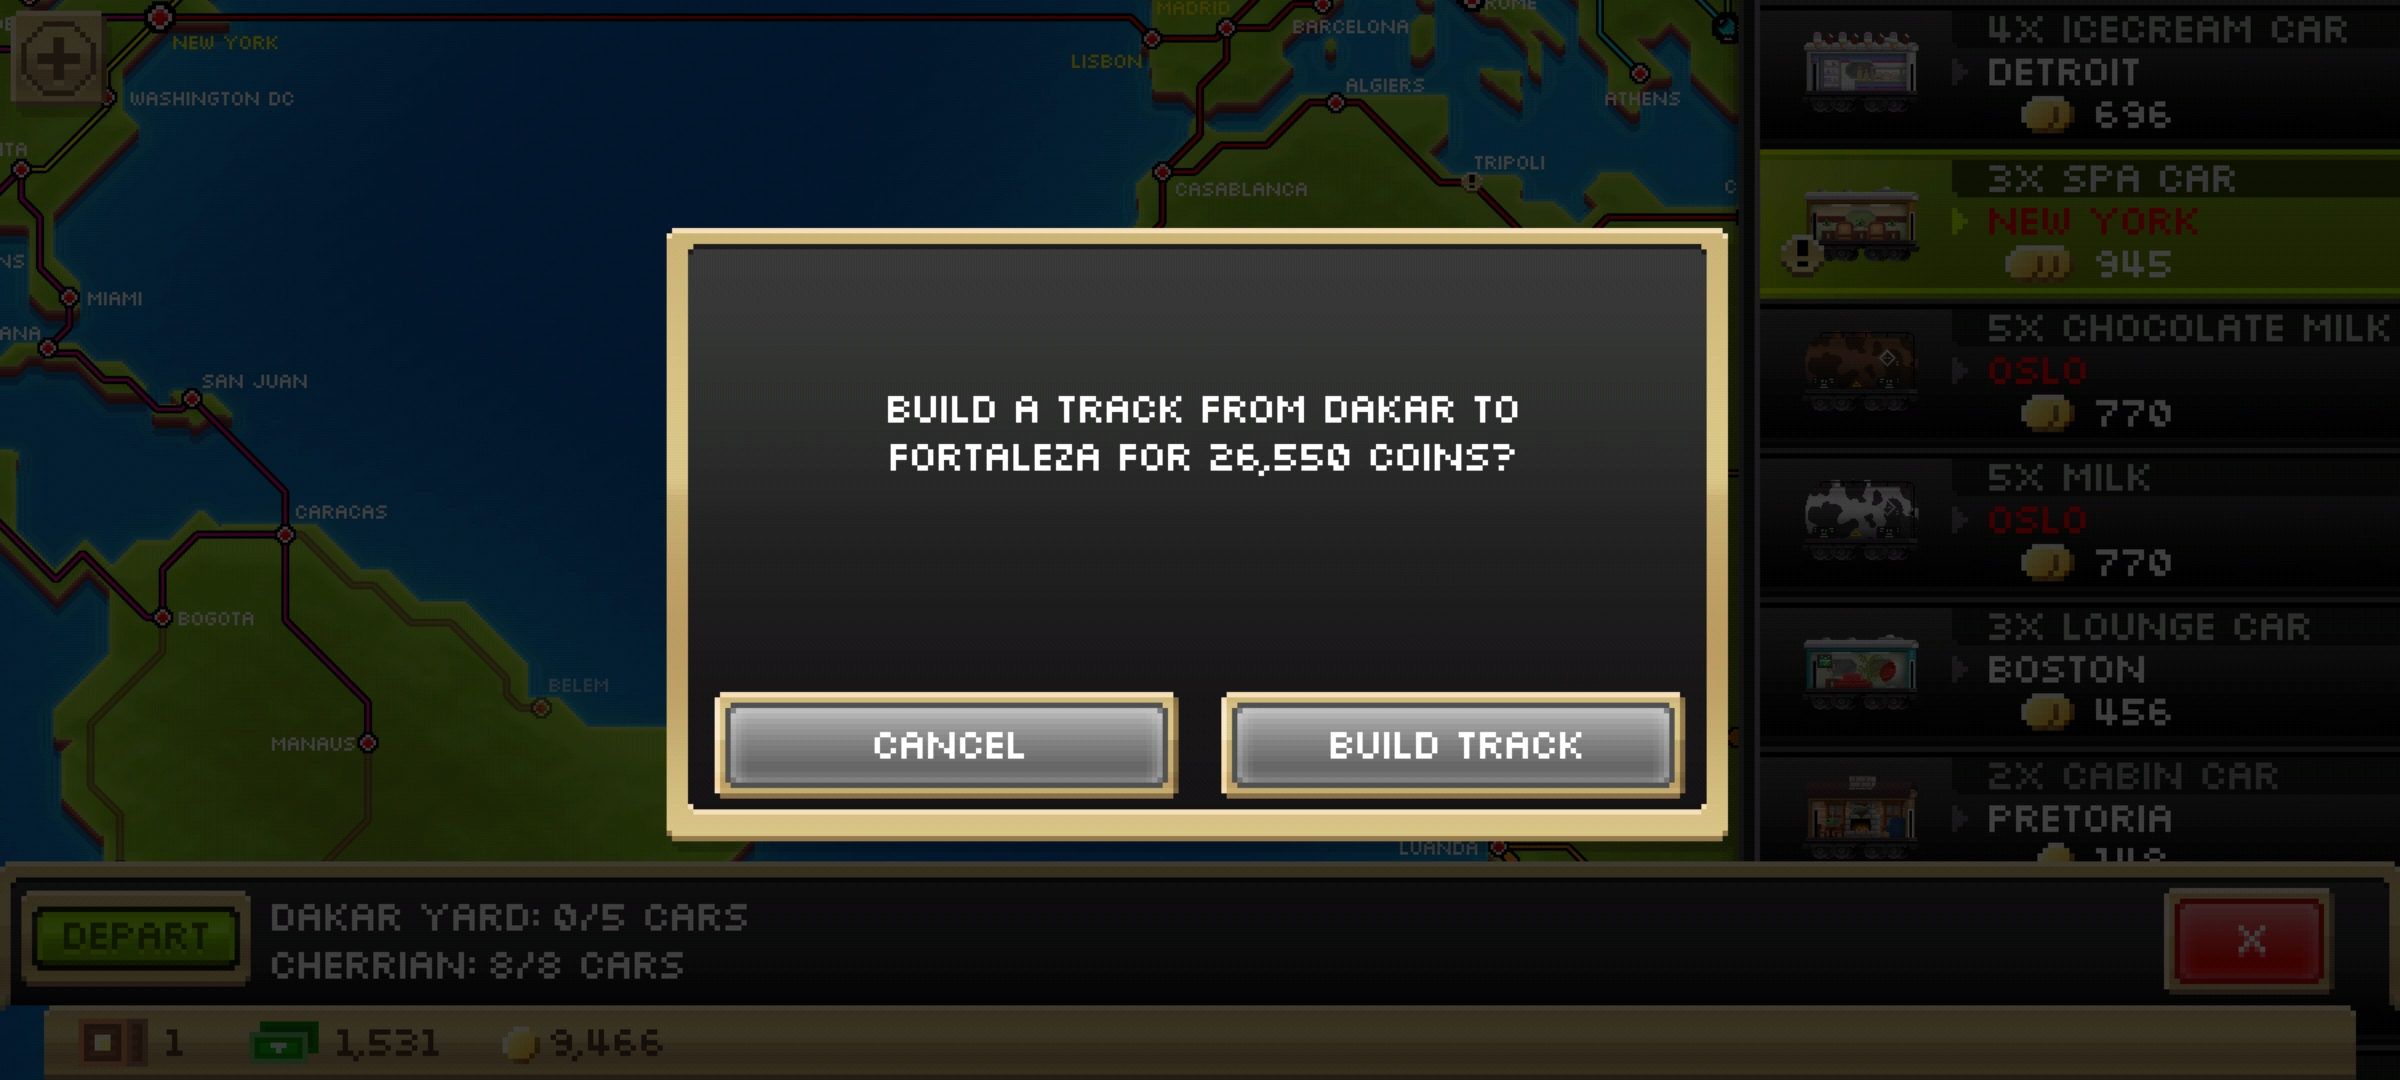 MADRID
ROME
NEW YORK
BARCELONA
LISBON
WASHINGTON DC
ALGIERS
ATHENS
TRIPOLI
CASABLANCA
MIAMI
SAN JUAN
CARACAS
BOGOTA
BELEM
MANAUS
LUANDA
BUILD A TRACK FROM DAKAR TO
FORTALEZA FOR 26,550 COINS?
CANCEL
BUILD TRACK
4X ICECREAM CAR
DETROIT
696
3X SPA CAR
NEW YORK
945
5X CHOCOLATE MILK
OSLO
770
5X MILK
OSLO
770
3X LOUNGE CAR
BOSTON
456
2X CABIN CAR
PRETORIA
DEPART
DAKAR YARD: 0/5 CARS
CHERRIAN: 8/8 CARS
X
1
1,531
9,466